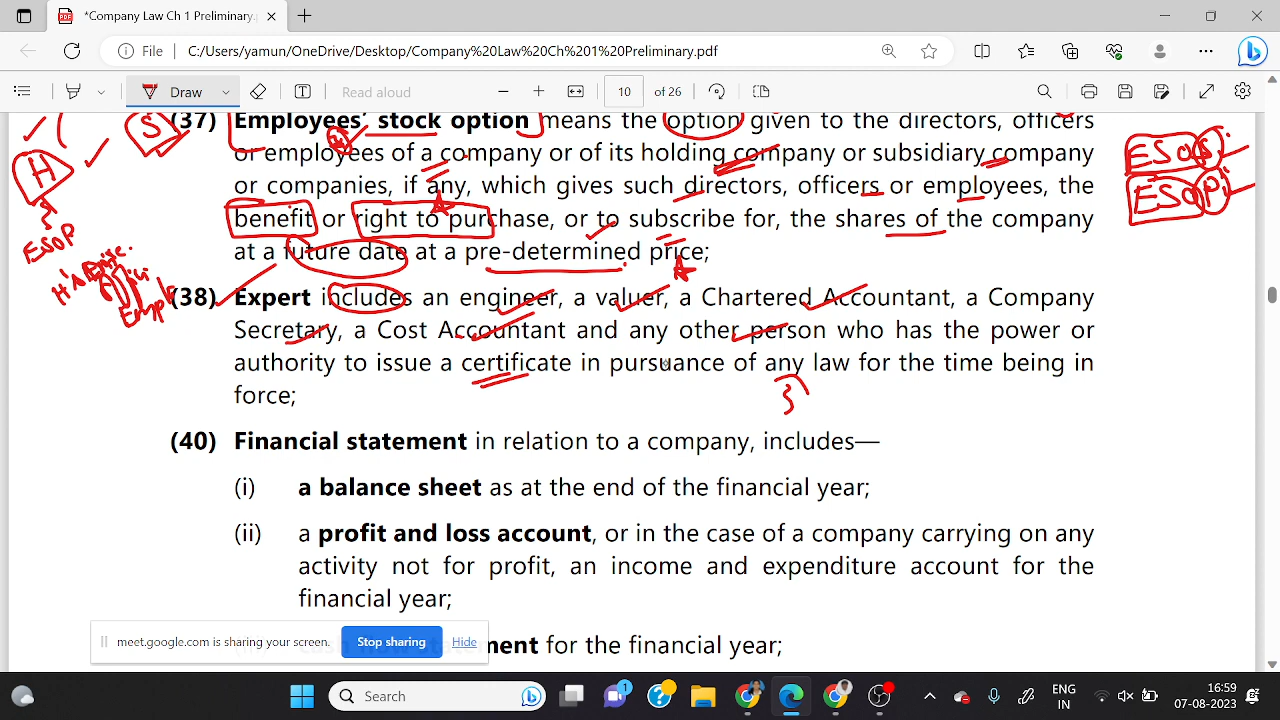 *Company Law Ch 1 Preliminary.
File C:/Users/yamun/OneDrive/Desktop/Company%20Law%20Ch%201%20Preliminary.pdf
Draw Read aloud 10 of 26
(37) Employees' stock option means the option given to the directors, officers
or employees of a company or of its holding company or subsidiary company
or companies, if any, which gives such directors, officers or employees, the
benefit or right to purchase, or to subscribe for, the shares of the company
at a future date at a pre-determined price;
S
H
ESOP
ESOS
ESOP
(38) Expert includes an engineer, a valuer, a Chartered Accountant, a Company
Secretary, a Cost Accountant and any other person who has the power or
authority to issue a certificate in pursuance of any law for the time being in
force;
(40) Financial statement in relation to a company, includes—
(i) a balance sheet as at the end of the financial year;
(ii) a profit and loss account, or in the case of a company carrying on any
activity not for profit, an income and expenditure account for the
financial year;
for the financial year;
meet.google.com is sharing your screen. Stop sharing Hide
Search
1
ENG
IN
16:59
07-08-2023